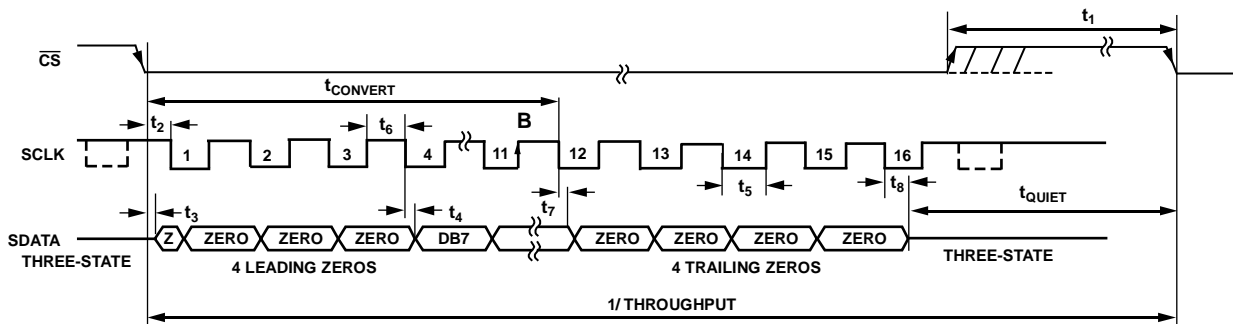 t1
CS
tCONVERT
t2 t6 B
SCLK 1 2 3 4 11 12 13 14 15 16
t5 t8
t3 t4 t7 tQUIET
SDATA Z ZERO ZERO ZERO DB7 ZERO ZERO ZERO ZERO
THREE-STATE 4 LEADING ZEROS 4 TRAILING ZEROS THREE-STATE
1/ THROUGHPUT